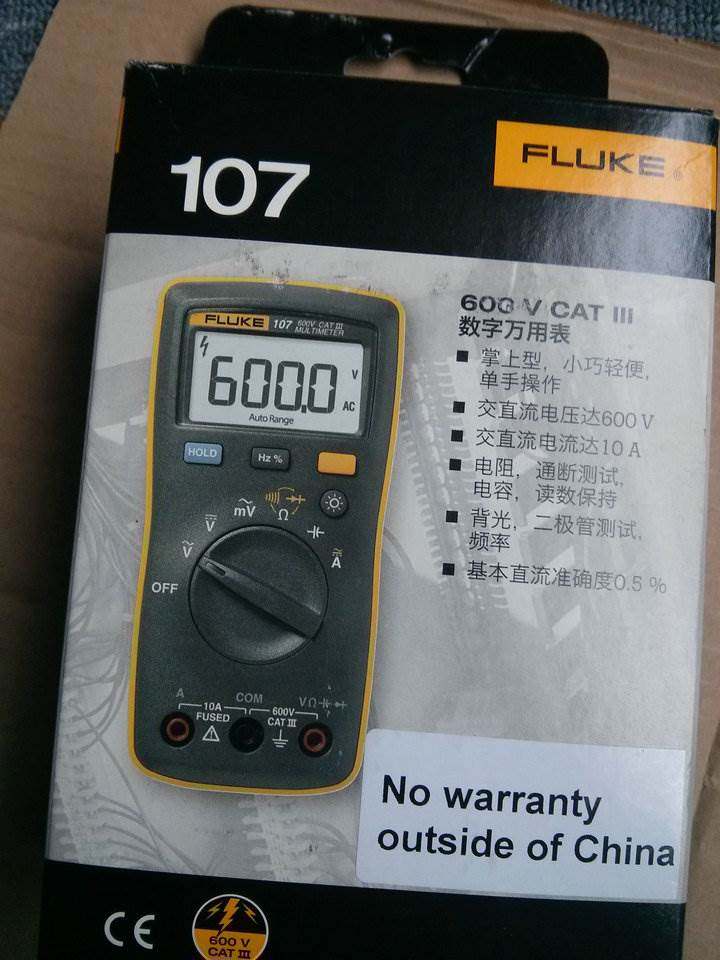 107
FLUKE®
600 V CAT III
数字万用表
■ 掌上型，小巧轻便，
单手操作
■ 交直流电压达600 V
■ 交直流电流达10 A
■ 电阻，通断测试，
电容，读数保持
■ 背光，二极管测试，
频率
■ 基本直流准确度0.5 %
FLUKE 107 600V CAT III
MULTIMETER
600.0 V
AC
Auto Range
HOLD
Hz %
mV
Ω
V
V
A
OFF
A
COM
VΩ
10A
FUSED
600V
CAT III
No warranty
outside of China
CE
600 V
CAT III